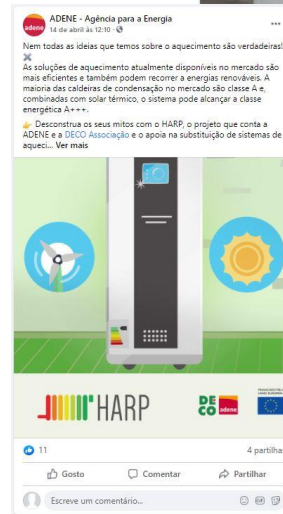 ADENE - Agência para a Energia
14 de abril às 12:10 ·
Nem todas as ideias que temos sobre o aquecimento são verdadeiras!
As soluções de aquecimento atualmente disponíveis no mercado são
mais eficientes e também podem recorrer a energias renováveis. A
maioria das caldeiras de condensação no mercado são classe A e,
combinadas com solar térmico, o sistema pode alcançar a classe
energética A+++.
Desconstrua os seus mitos com o HARP, o projeto que conta a
ADENE e a DECO Associação e o apoia na substituição de sistemas de
aqueci... Ver mais
HARP
DE
CO
adene
11
4 partilha
Gosto
Comentar
Partilhar
Escreve um comentário...
GIF